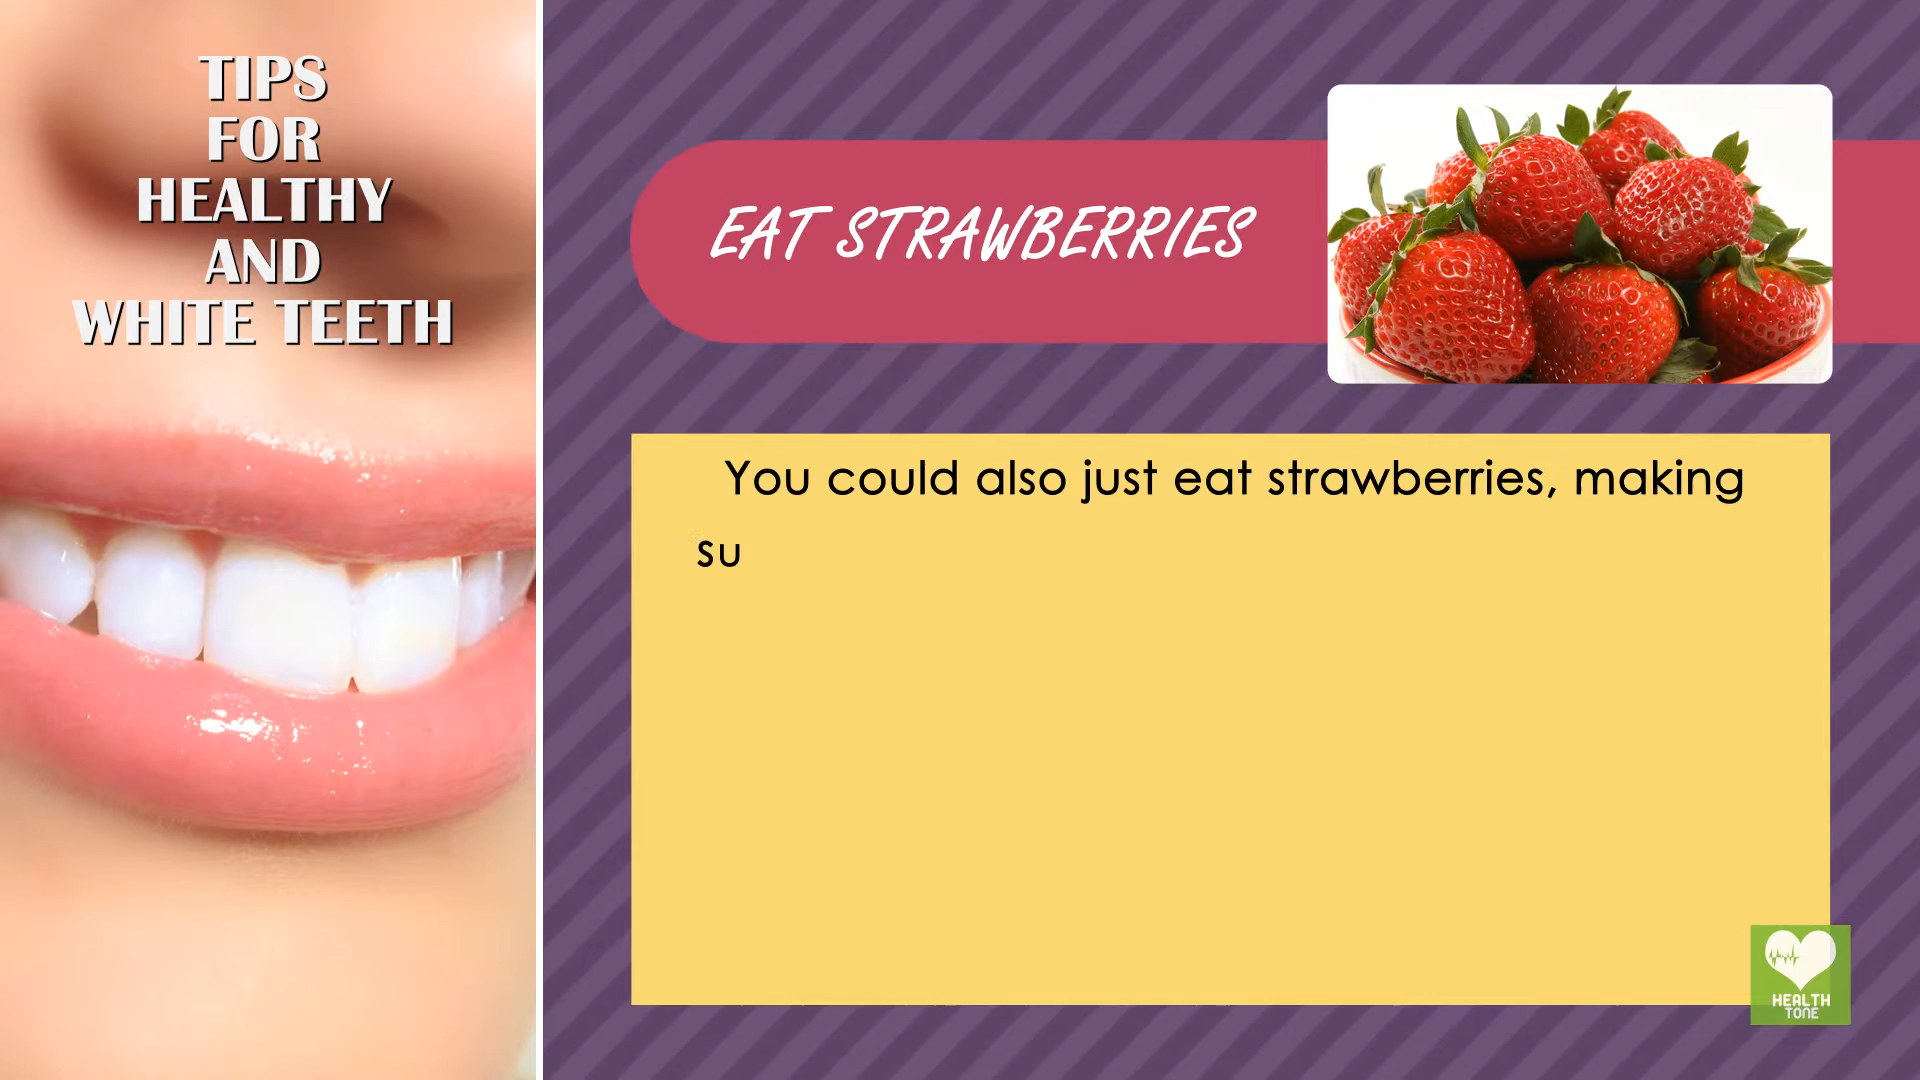 TIPS
FOR
HEALTHY
AND
WHITE TEETH
EAT STRAWBERRIES
You could also just eat strawberries, making
su
HEALTH
TONE